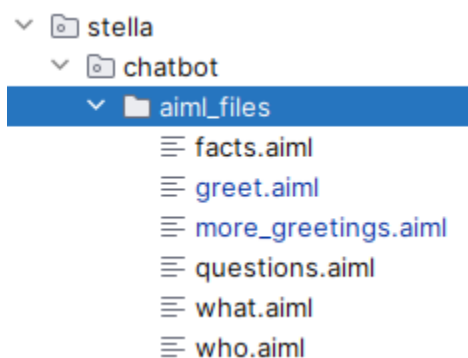 stella
chatbot
aiml_files
facts.aiml
greet.aiml
more_greetings.aiml
questions.aiml
what.aiml
who.aiml